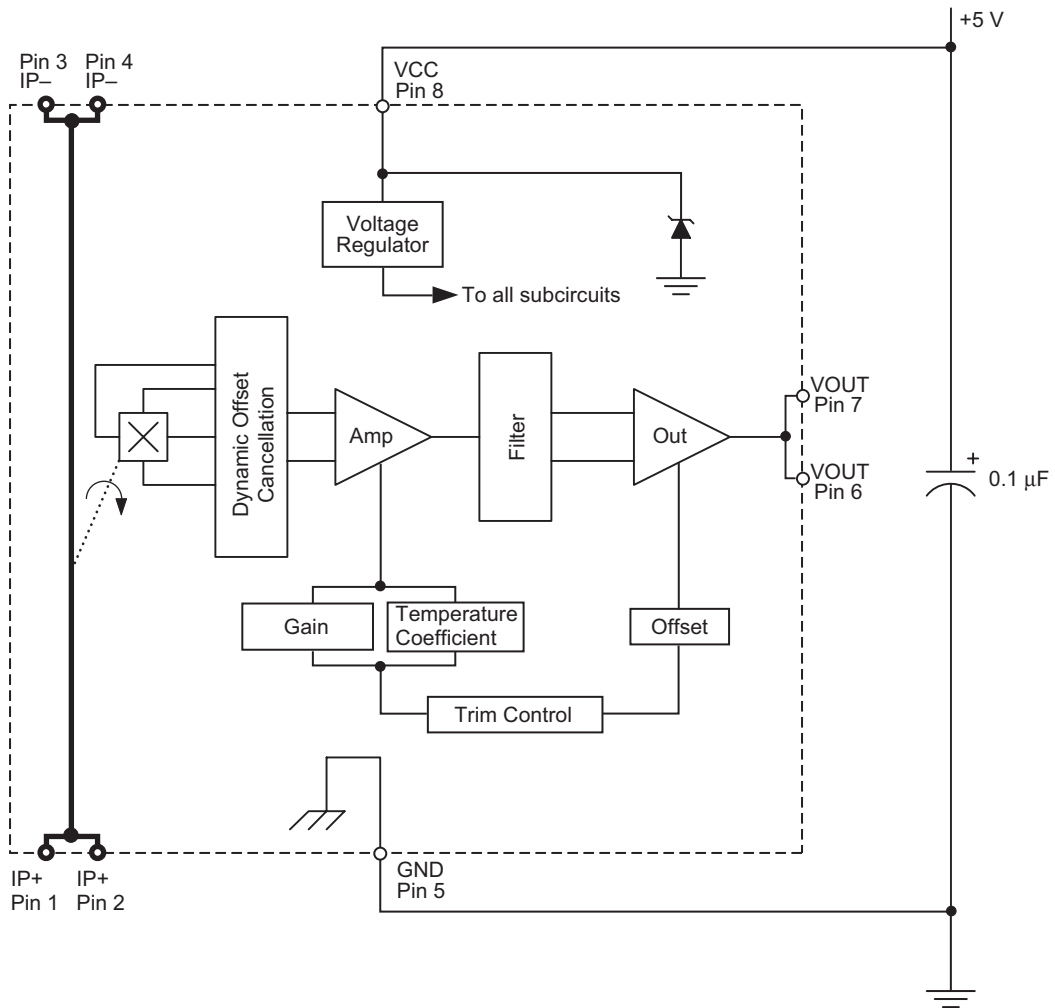 +5 V
Pin 3 Pin 4
IP– IP–
VCC
Pin 8
Voltage
Regulator
To all subcircuits
Dynamic Offset
Cancellation
Amp
Filter
Out
VOUT
Pin 7
VOUT
Pin 6
+
0.1 μF
Gain
Temperature
Coefficient
Offset
Trim Control
IP+ IP+
Pin 1 Pin 2
GND
Pin 5